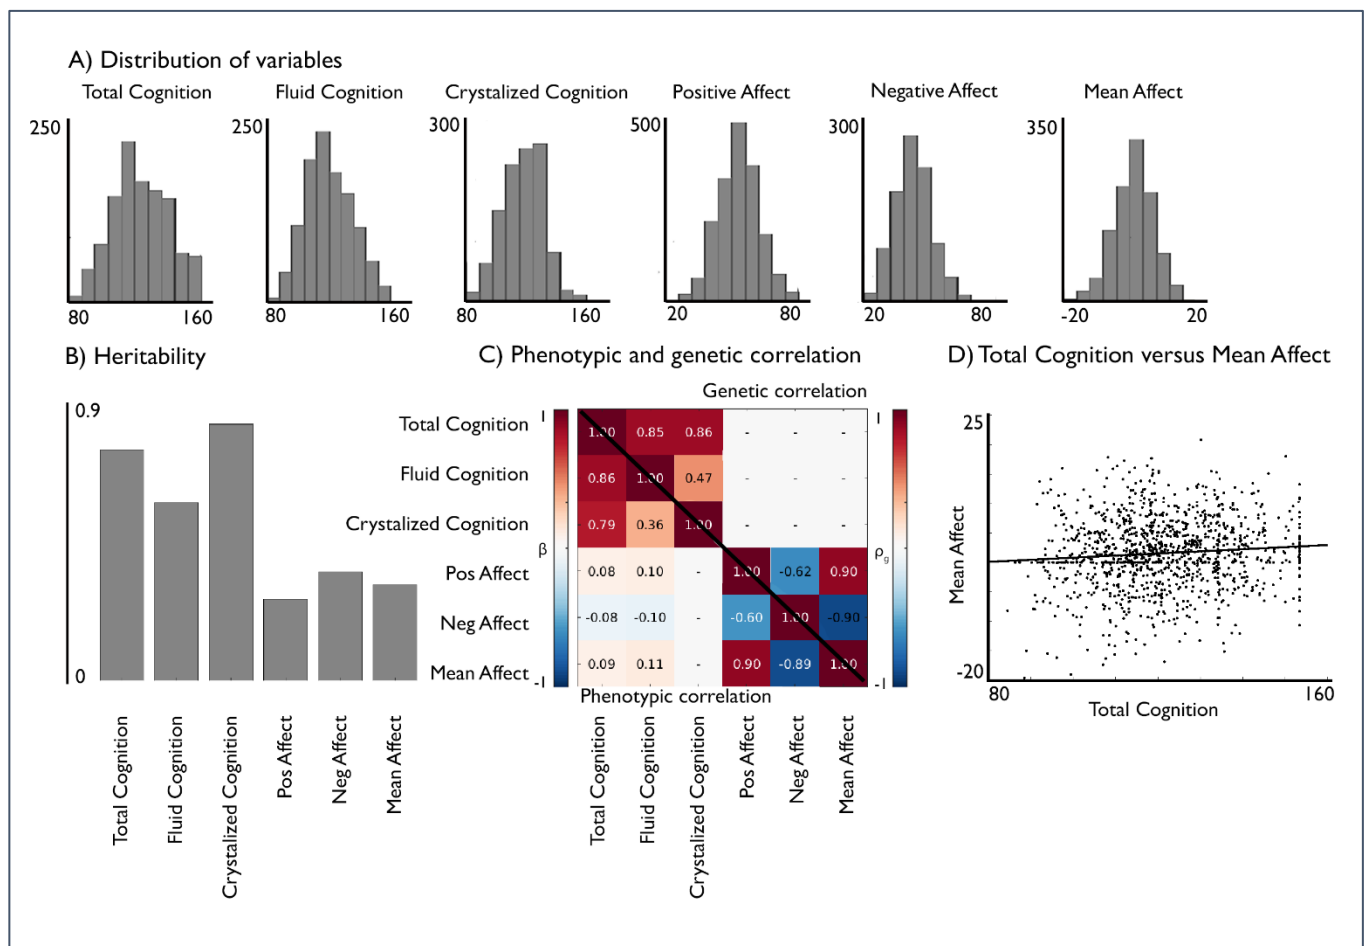 A) Distribution of variables
Total Cognition
Fluid Cognition
Crystalized Cognition
Positive Affect
Negative Affect
Mean Affect
250
250
300
500
300
350
80 160
80 160
80 160
20 80
20 80
-20 20
B) Heritability
0.9
0
Total Cognition
Fluid Cognition
Crystalized Cognition
Pos Affect
Neg Affect
Mean Affect
C) Phenotypic and genetic correlation
Genetic correlation
Total Cognition 1.00 0.85 0.86 - - -
Fluid Cognition 0.86 1.00 0.47 - - -
Crystalized Cognition 0.79 0.36 1.00 - - -
Pos Affect 0.08 0.10 - 1.00 -0.62 0.90
Neg Affect -0.08 -0.10 - -0.60 1.00 -0.90
Mean Affect 0.09 0.11 - 0.90 -0.89 1.00
1
β
-1
1
ρg
-1
Phenotypic correlation
Total Cognition
Fluid Cognition
Crystalized Cognition
Pos Affect
Neg Affect
Mean Affect
D) Total Cognition versus Mean Affect
25
Mean Affect
-20
80 160
Total Cognition